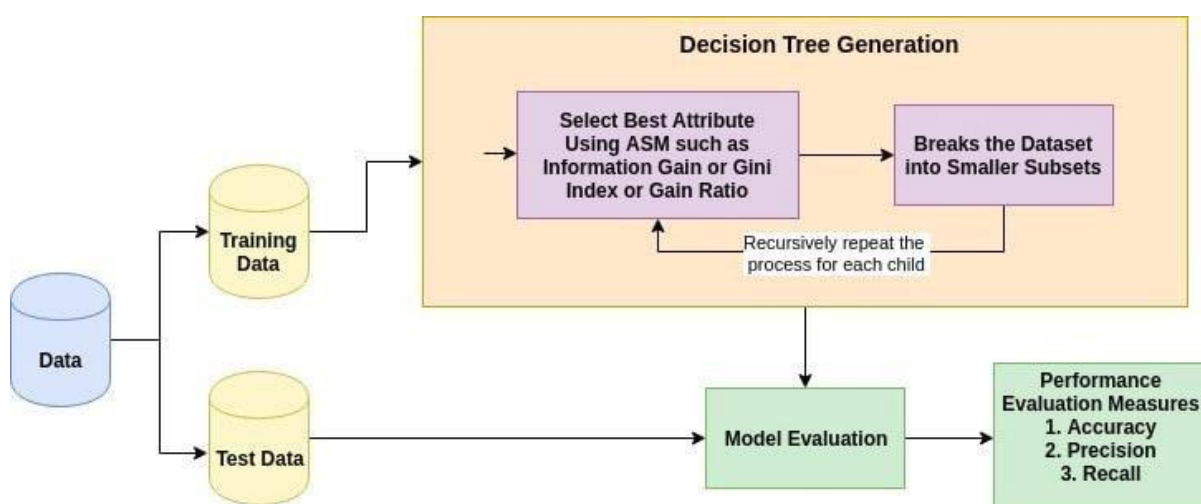 Decision Tree Generation
Select Best Attribute
Using ASM such as
Information Gain or Gini
Index or Gain Ratio
Breaks the Dataset
into Smaller Subsets
Recursively repeat the
process for each child
Training
Data
Data
Test Data
Model Evaluation
Performance
Evaluation Measures
1. Accuracy
2. Precision
3. Recall